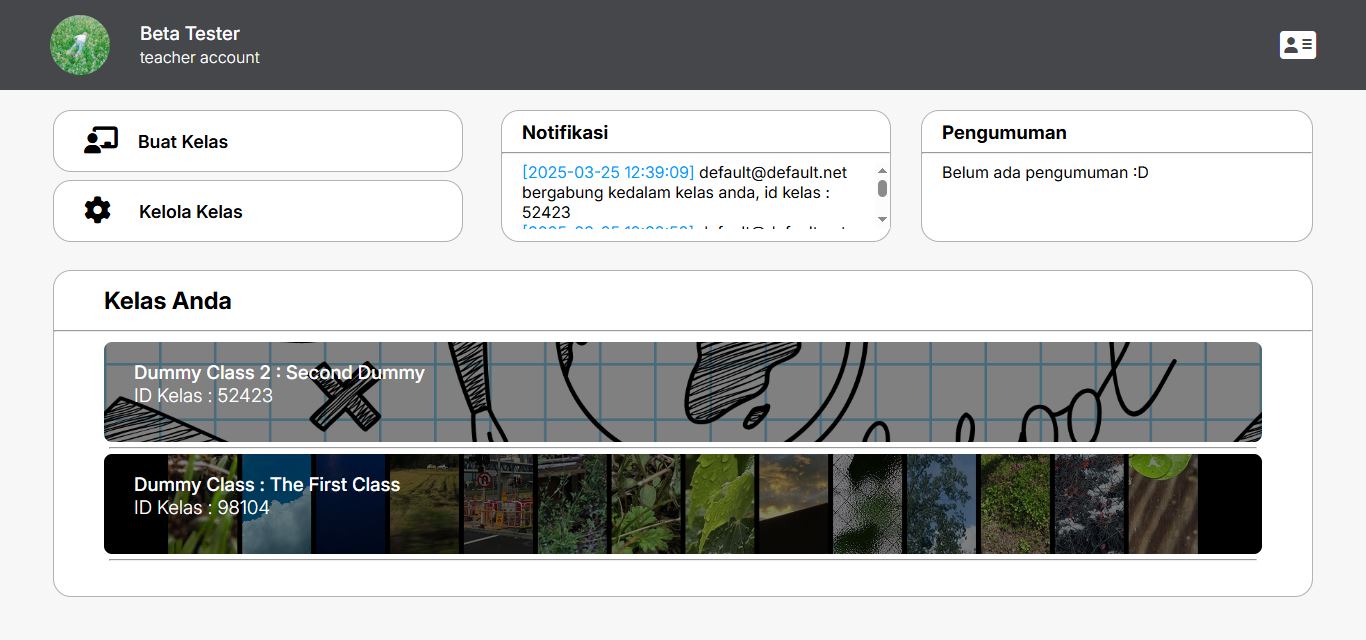 Beta Tester
teacher account
Buat Kelas
Kelola Kelas
Notifikasi
[2025-03-25 12:39:09] default@default.net
bergabung kedalam kelas anda, id kelas :
52423
Pengumuman
Belum ada pengumuman :D
Kelas Anda
Dummy Class 2 : Second Dummy
ID Kelas : 52423
Dummy Class : The First Class
ID Kelas : 98104